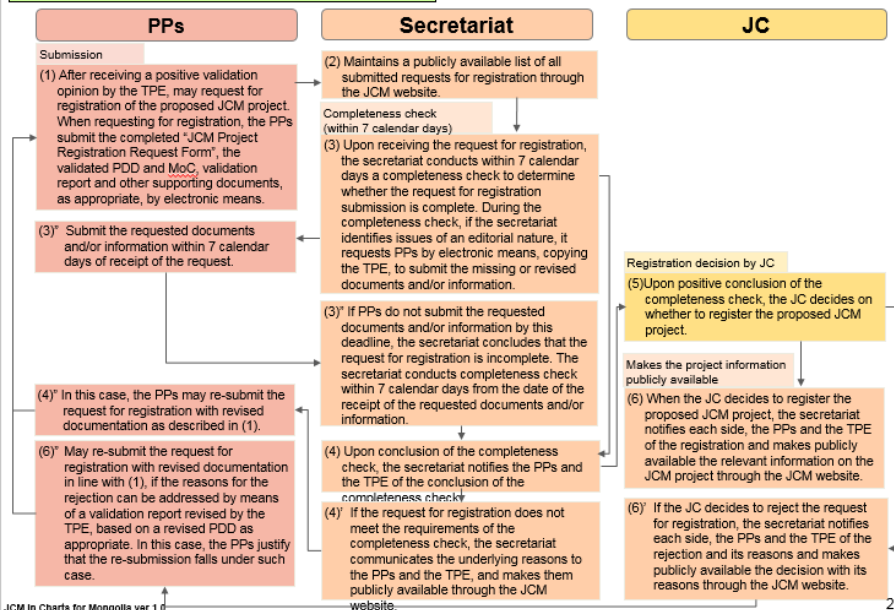 PPs
Submission
(1) After receiving a positive validation
opinion by the TPE, may request for
registration of the proposed JCM project.
When requesting for registration, the PPs
submit the completed “JCM Project
Registration Request Form”, the
validated PDD and MoC, validation
report and other supporting documents,
as appropriate, by electronic means.
(3)" Submit the requested documents
and/or information within 7 calendar
days of receipt of the request.
(4)" In this case, the PPs may re-submit the
request for registration with revised
documentation as described in (1).
(6)" May re-submit the request for
registration with revised documentation
in line with (1), if the reasons for the
rejection can be addressed by means
of a validation report revised by the
TPE, based on a revised PDD as
appropriate. In this case, the PPs justify
that the re-submission falls under such
case.
Secretariat
(2) Maintains a publicly available list of all
submitted requests for registration through
the JCM website.
Completeness check
(within 7 calendar days)
(3) Upon receiving the request for registration,
the secretariat conducts within 7 calendar
days a completeness check to determine
whether the request for registration
submission is complete. During the
completeness check, if the secretariat
identifies issues of an editorial nature, it
requests PPs by electronic means, copying
the TPE, to submit the missing or revised
documents and/or information.
(3)" If PPs do not submit the requested
documents and/or information by this
deadline, the secretariat concludes that the
request for registration is incomplete. The
secretariat conducts completeness check
within 7 calendar days from the date of the
receipt of the requested documents and/or
information.
(4) Upon conclusion of the completeness
check, the secretariat notifies the PPs and
the TPE of the conclusion of the
completeness check.
(4)' If the request for registration does not
meet the requirements of the
completeness check, the secretariat
communicates the underlying reasons to
the PPs and the TPE, and makes them
publicly available through the JCM
website.
JC
Registration decision by JC
(5)Upon positive conclusion of the
completeness check, the JC decides on
whether to register the proposed JCM
project.
Makes the project information
publicly available
(6) When the JC decides to register the
proposed JCM project, the secretariat
notifies each side, the PPs and the TPE
of the registration and makes publicly
available the relevant information on the
JCM project through the JCM website.
(6)' If the JC decides to reject the request
for registration, the secretariat notifies
each side, the PPs and the TPE of the
rejection and its reasons and makes
publicly available the decision with its
reasons through the JCM website.
JCM in Charts for Mongolia ver 1.0
2